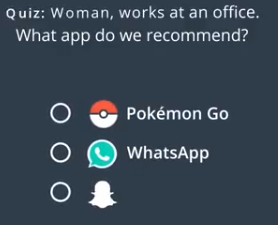 Quiz: Woman, works at an office.
What app do we recommend?
Pokémon Go
WhatsApp